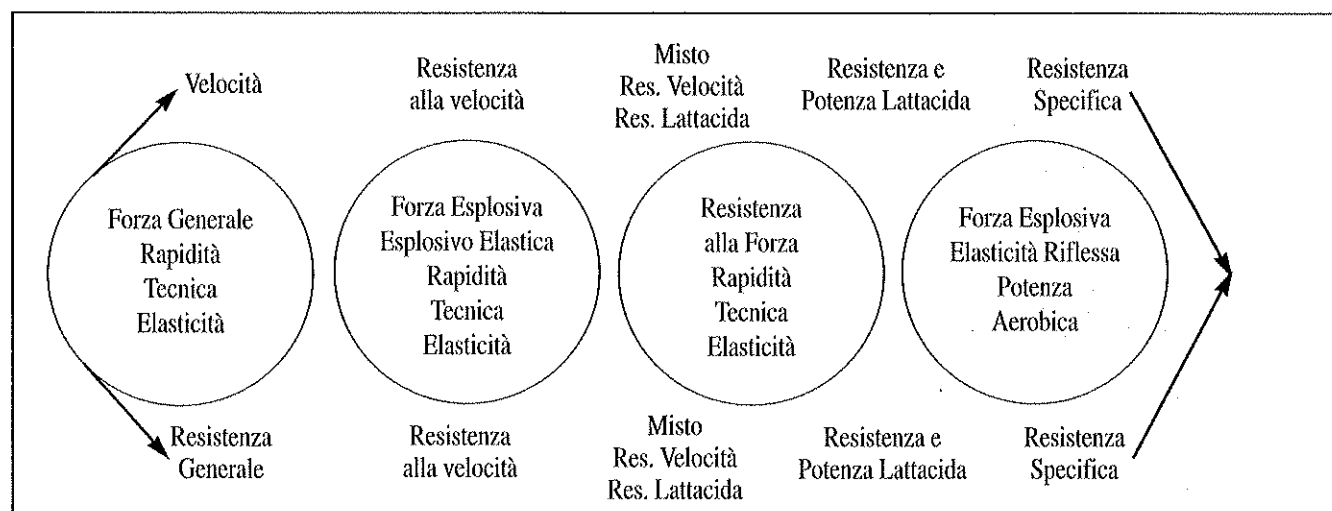 Velocità
Resistenza
alla velocità
Misto
Res. Velocità
Res. Lattacida
Resistenza e
Potenza Lattacida
Resistenza
Specifica
Forza Generale
Rapidità
Tecnica
Elasticità
Forza Esplosiva
Esplosivo Elastica
Rapidità
Tecnica
Elasticità
Resistenza
alla Forza
Rapidità
Tecnica
Elasticità
Forza Esplosiva
Elasticità Riflessa
Potenza
Aerobica
Resistenza
Generale
Resistenza
alla velocità
Misto
Res. Velocità
Res. Lattacida
Resistenza e
Potenza Lattacida
Resistenza
Specifica